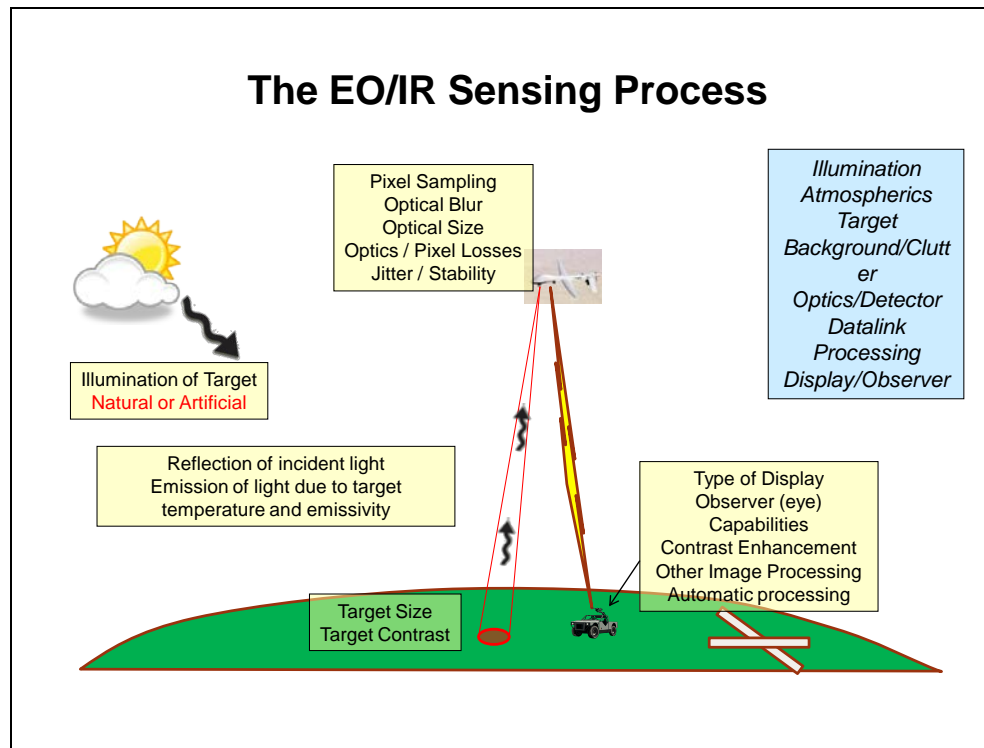 The EO/IR Sensing Process
Pixel Sampling
Optical Blur
Optical Size
Optics / Pixel Losses
Jitter / Stability
Illumination
Atmospherics
Target
Background/Clutt
er
Optics/Detector
Datalink
Processing
Display/Observer
Illumination of Target
Natural or Artificial
Reflection of incident light
Emission of light due to target
temperature and emissivity
Type of Display
Observer (eye)
Capabilities
Contrast Enhancement
Other Image Processing
Automatic processing
Target Size
Target Contrast